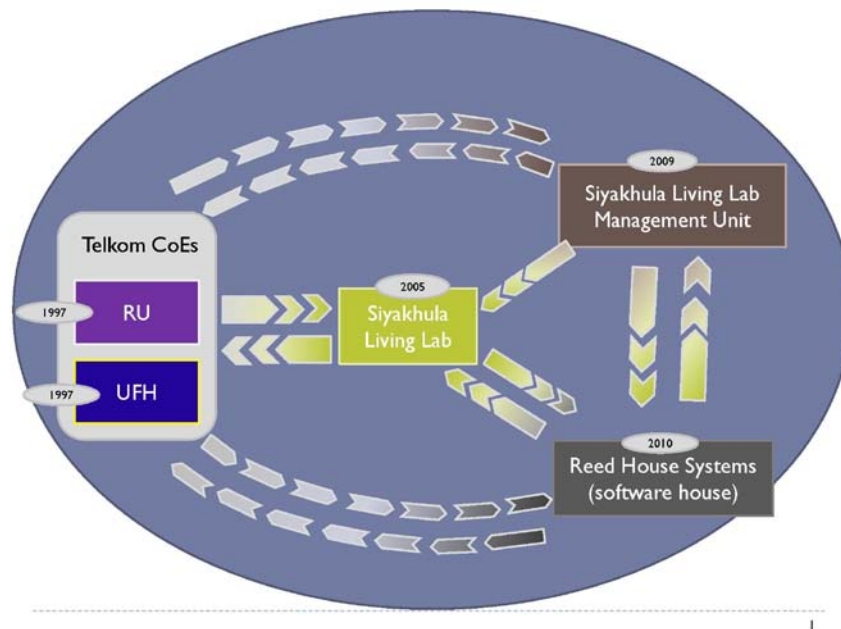 2009
Siyakhula Living Lab
Management Unit
Telkom CoEs
1997
RU
2005
Siyakhula
Living Lab
1997
UFH
2010
Reed House Systems
(software house)